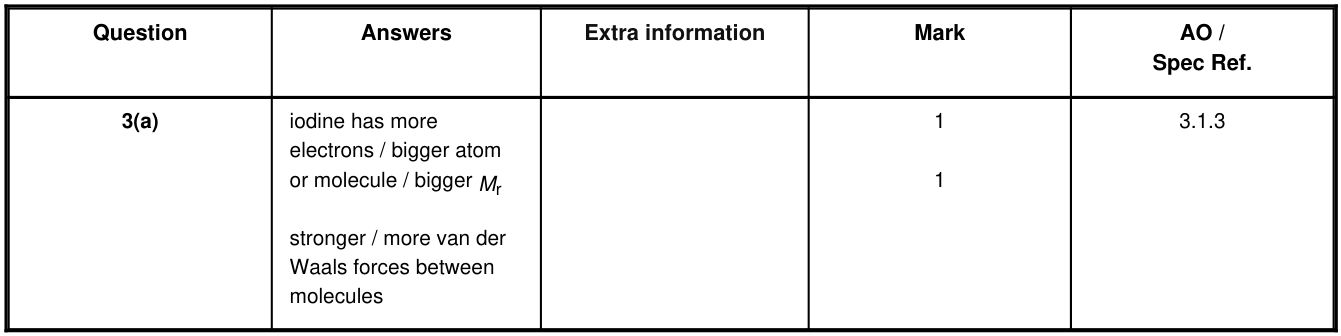 Question Answers Extra information Mark AO /
Spec Ref.
3(a) iodine has more 1 3.1.3
electrons / bigger atom
or molecule / bigger Mr 1
stronger / more van der
Waals forces between
molecules